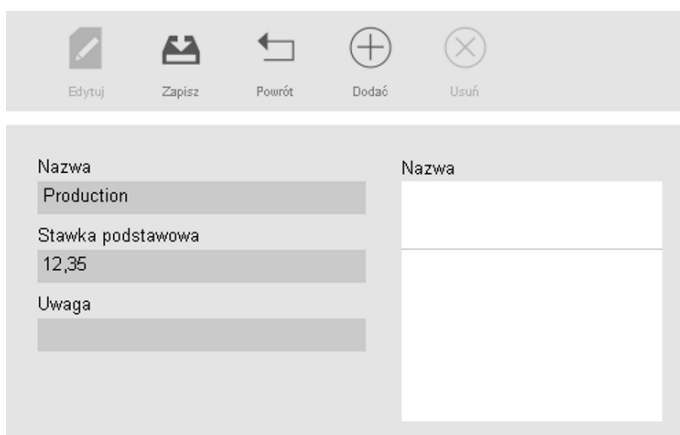 Edytuj Zapisz Powrót Dodać Usuń
Nazwa
Production
Stawka podstawowa
12,35
Uwaga
Nazwa